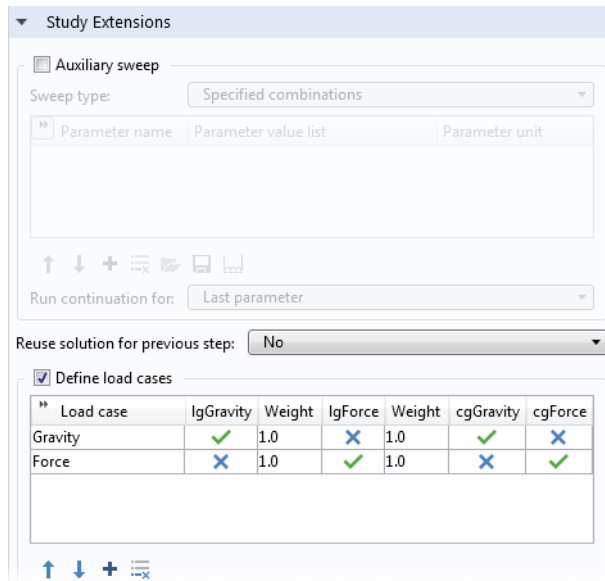 Study Extensions
Auxiliary sweep
Sweep type: Specified combinations
Parameter name Parameter value list Parameter unit
Run continuation for: Last parameter
Reuse solution for previous step: No
Define load cases
Load case lgGravity Weight lgForce Weight cgGravity cgForce
Gravity 1.0 1.0
Force 1.0 1.0